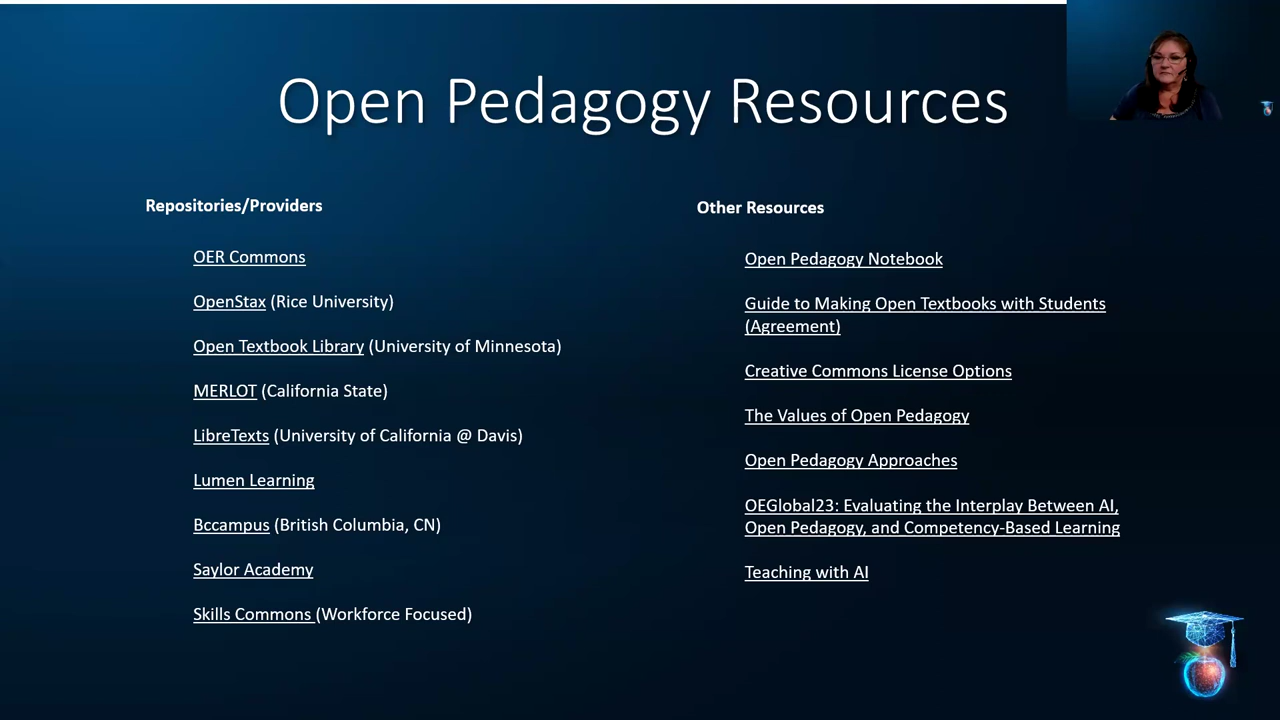 Open Pedagogy Resources
Repositories/Providers
OER Commons
OpenStax (Rice University)
Open Textbook Library (University of Minnesota)
MERLOT (California State)
LibreTexts (University of California @ Davis)
Lumen Learning
Bccampus (British Columbia, CN)
Saylor Academy
Skills Commons (Workforce Focused)
Other Resources
Open Pedagogy Notebook
Guide to Making Open Textbooks with Students
(Agreement)
Creative Commons License Options
The Values of Open Pedagogy
Open Pedagogy Approaches
OEGlobal23: Evaluating the Interplay Between AI,
Open Pedagogy, and Competency-Based Learning
Teaching with AI